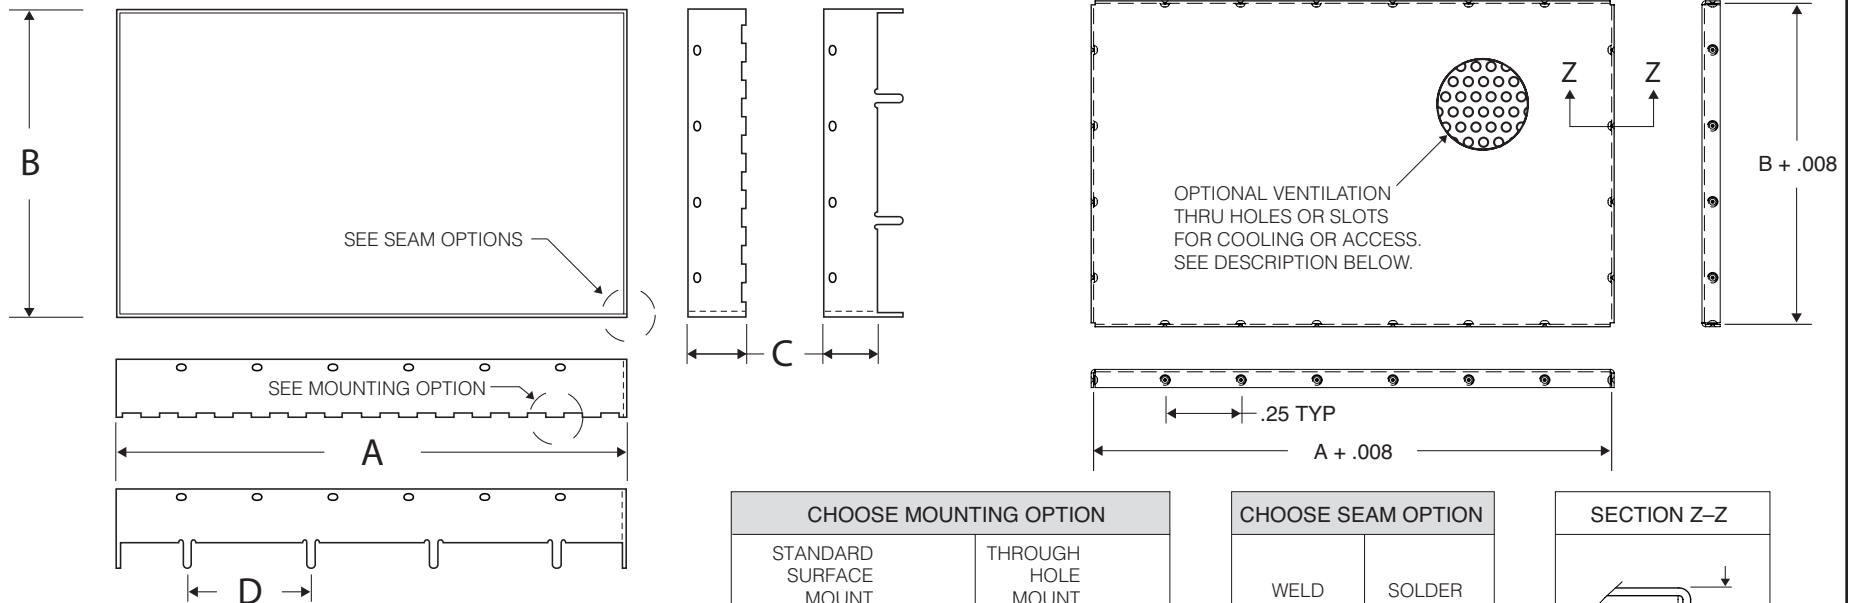 B
SEE SEAM OPTIONS
C
SEE MOUNTING OPTION
A
D
Z
Z
OPTIONAL VENTILATION
THRU HOLES OR SLOTS
FOR COOLING OR ACCESS.
SEE DESCRIPTION BELOW.
B + .008
.25 TYP
A + .008
CHOOSE MOUNTING OPTION
STANDARD
SURFACE
MOUNT
THROUGH
HOLE
MOUNT
CHOOSE SEAM OPTION
WELD
SOLDER
SECTION Z–Z